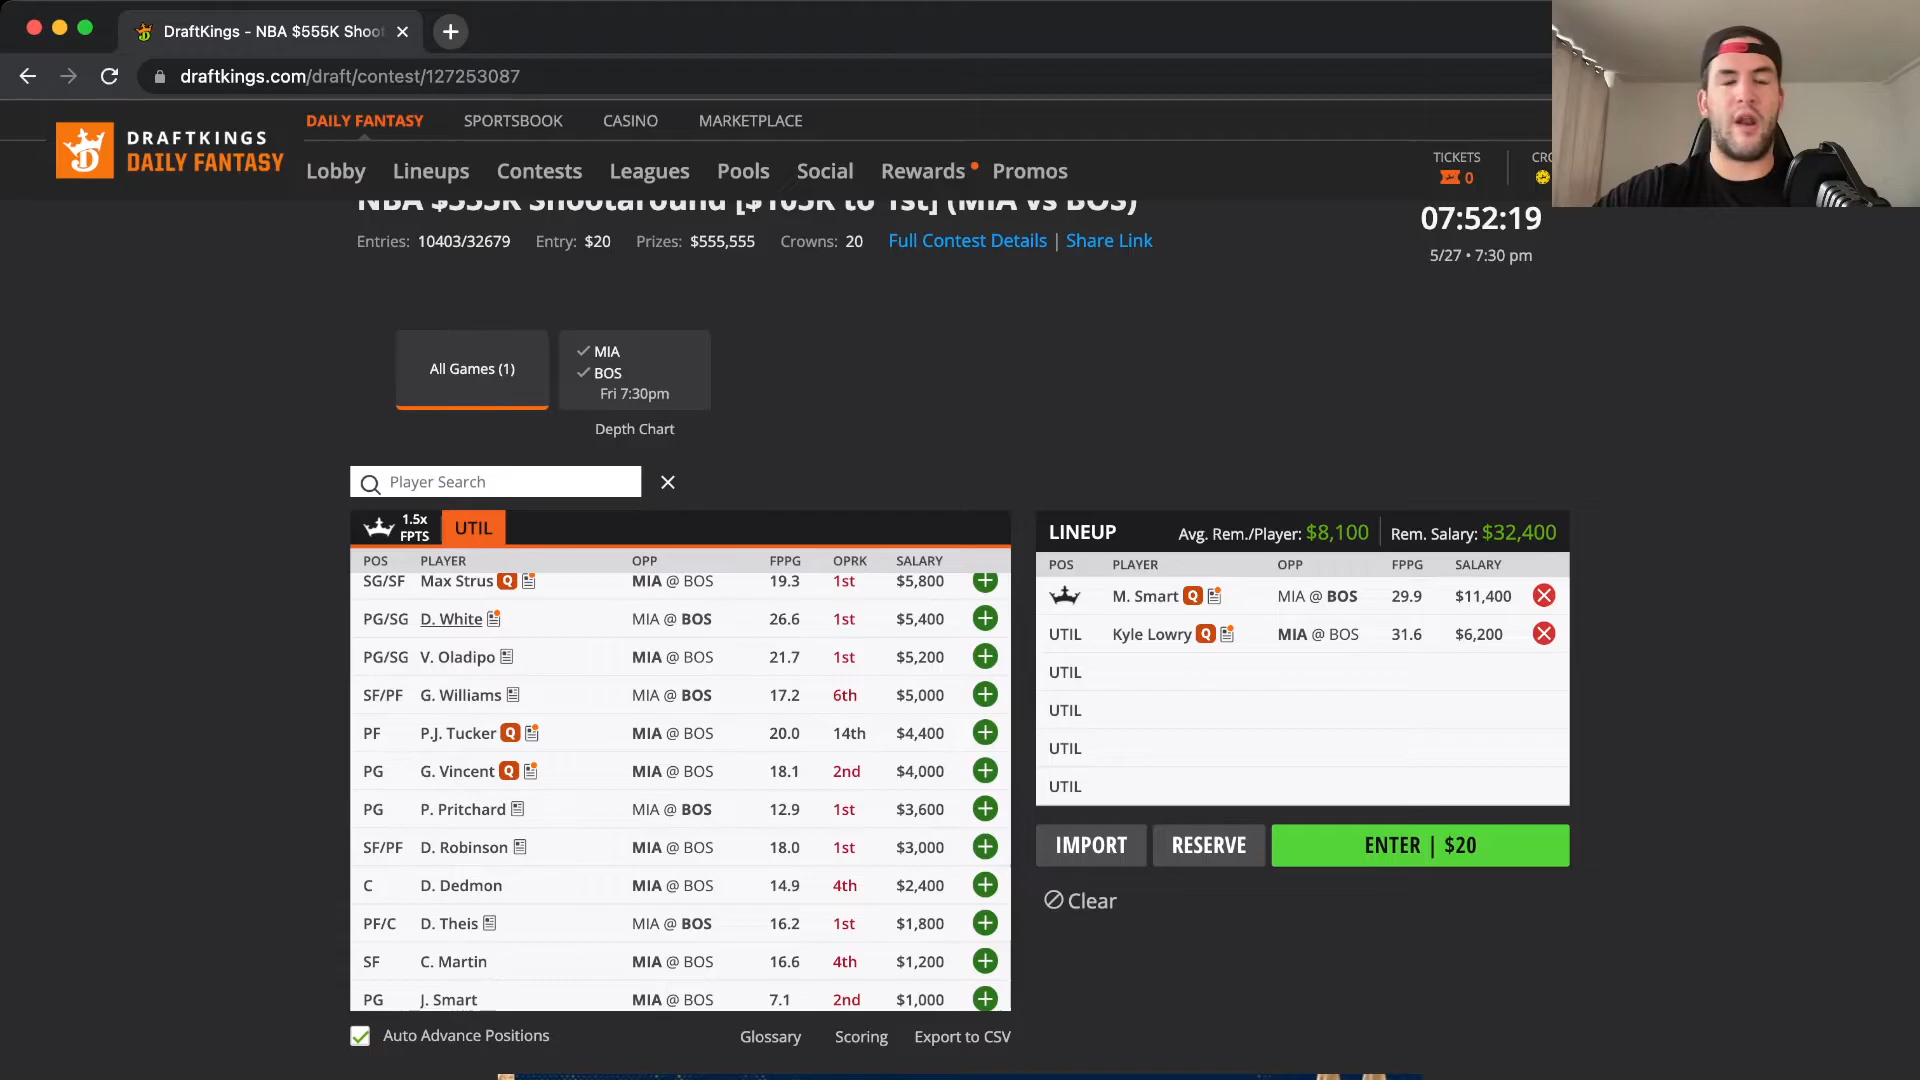 DraftKings - NBA $555K Shoot
draftkings.com/draft/contest/127253087
DRAFTKINGS
DAILY FANTASY
DAILY FANTASY SPORTSBOOK CASINO MARKETPLACE
Lobby Lineups Contests Leagues Pools Social Rewards Promos
TICKETS
0
CRO
NBA $555K Shootaround [$105K to 1st] (MIA vs BOS)
Entries: 10403/32679 Entry: $20 Prizes: $555,555 Crowns: 20 Full Contest Details | Share Link
07:52:19
5/27 • 7:30 pm
All Games (1)
MIA
BOS
Fri 7:30pm
Depth Chart
Player Search
1.5x
FPTS
UTIL
POS PLAYER OPP FPPG OPRK SALARY
SG/SF Max Strus Q MIA @ BOS 19.3 1st $5,800
PG/SG D. White MIA @ BOS 26.6 1st $5,400
PG/SG V. Oladipo MIA @ BOS 21.7 1st $5,200
SF/PF G. Williams MIA @ BOS 17.2 6th $5,000
PF P.J. Tucker Q MIA @ BOS 20.0 14th $4,400
PG G. Vincent Q MIA @ BOS 18.1 2nd $4,000
PG P. Pritchard MIA @ BOS 12.9 1st $3,600
SF/PF D. Robinson MIA @ BOS 18.0 1st $3,000
C D. Dedmon MIA @ BOS 14.9 4th $2,400
PF/C D. Theis MIA @ BOS 16.2 1st $1,800
SF C. Martin MIA @ BOS 16.6 4th $1,200
PG J. Smart MIA @ BOS 7.1 2nd $1,000
Auto Advance Positions Glossary Scoring Export to CSV
LINEUP Avg. Rem./Player: $8,100 Rem. Salary: $32,400
POS PLAYER OPP FPPG SALARY
M. Smart Q MIA @ BOS 29.9 $11,400
UTIL Kyle Lowry Q MIA @ BOS 31.6 $6,200
UTIL
UTIL
UTIL
UTIL
IMPORT RESERVE ENTER | $20
Clear